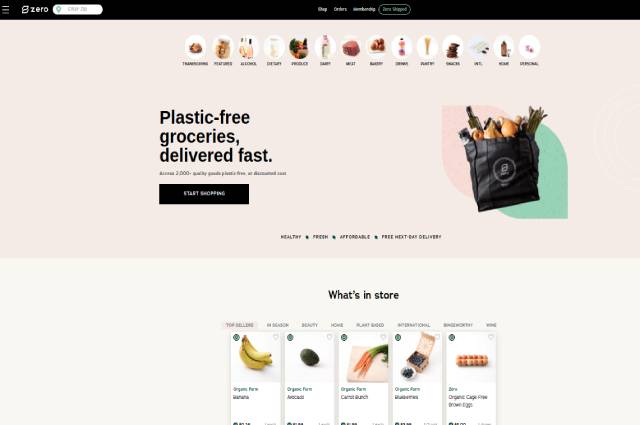 zero
ENTER ZIP
Shop Orders Membership Zero Shipped
THANKSGIVING FEATURED ALCOHOL DIETARY PRODUCE DAIRY MEAT BAKERY DRINKS PANTRY SNACKS INT'L HOME PERSONAL
Plastic-free
groceries,
delivered fast.
Across 2,000+ quality goods plastic-free, at discounted cost
START SHOPPING
HEALTHY FRESH AFFORDABLE FREE NEXT-DAY DELIVERY
What's in store
TOP SELLERS IN SEASON BEAUTY HOME PLANT BASED INTERNATIONAL BINGEWORTHY WINE
Organic Farm Organic Farm Organic Farm Organic Farm Zero
Banana Avocado Carrot Bunch Blueberries Organic Cage Free
Brown Eggs